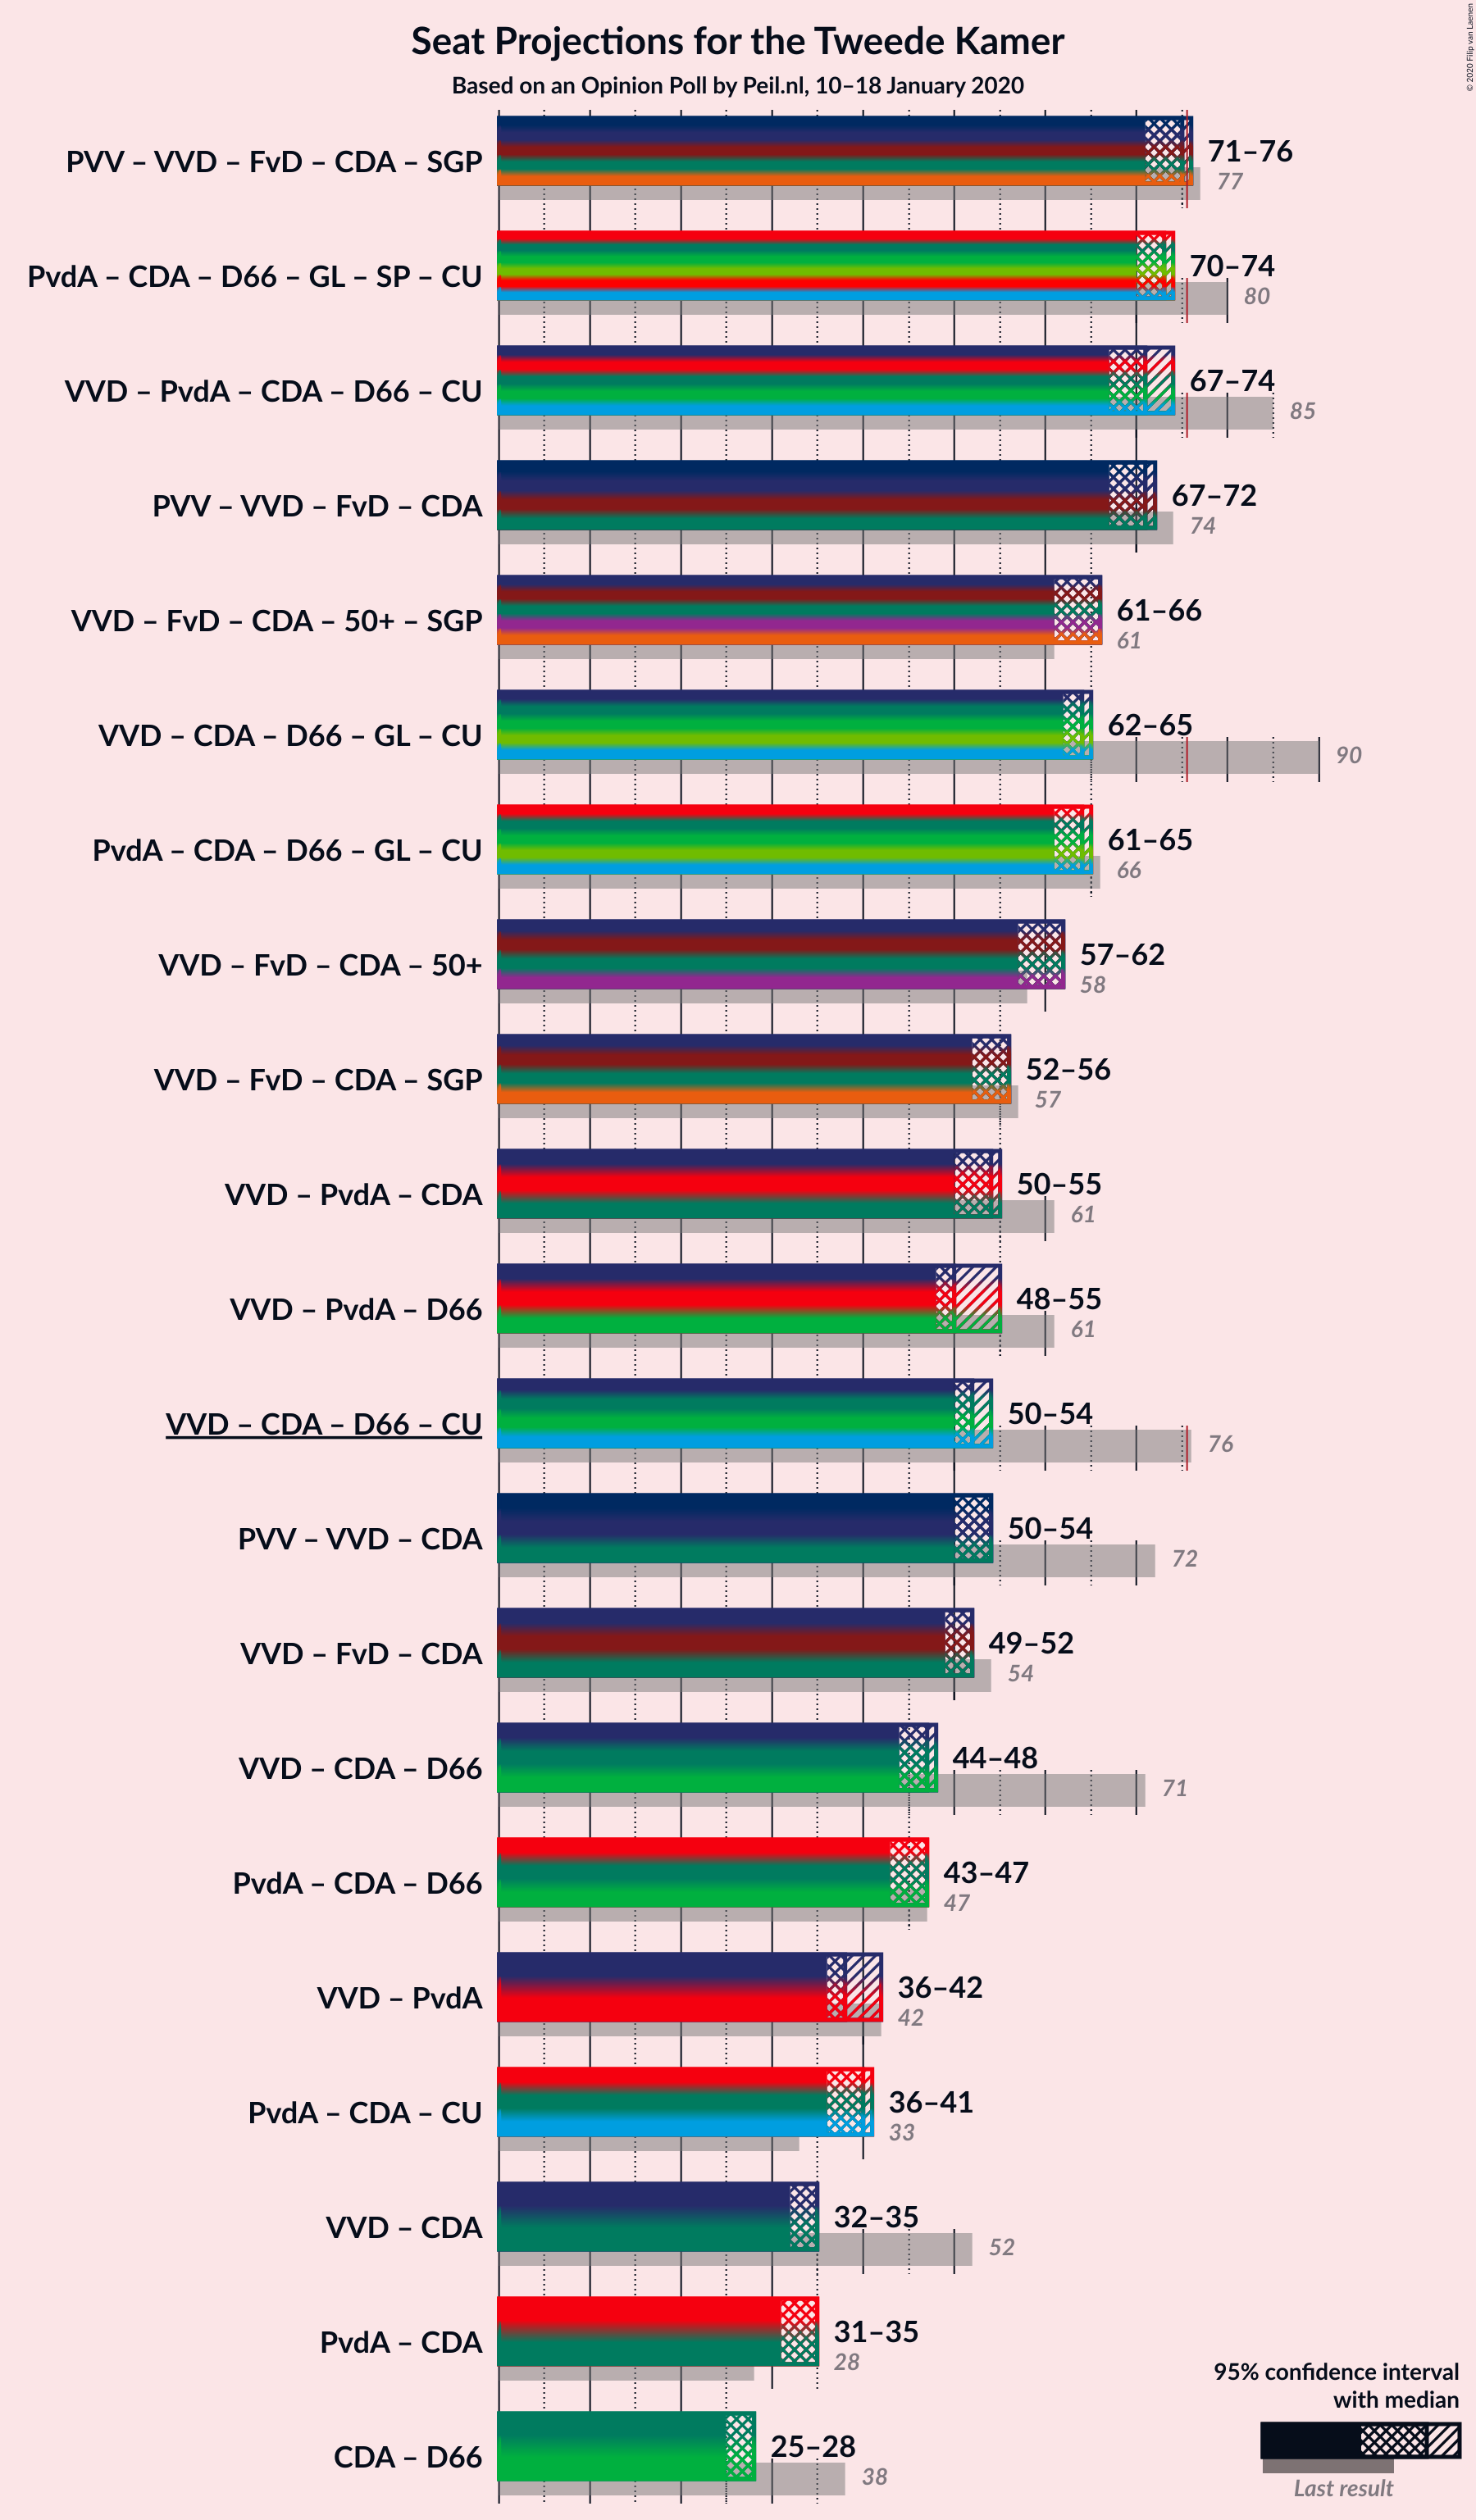 Seat Projections for the Tweede Kamer
Based on an Opinion Poll by Peil.nl, 10–18 January 2020
© 2020 Filip van Laenen
PVV – VVD – FvD – CDA – SGP 71–76
77
PvdA – CDA – D66 – GL – SP – CU 70–74
80
VVD – PvdA – CDA – D66 – CU 67–74
85
PVV – VVD – FvD – CDA 67–72
74
VVD – FvD – CDA – 50+ – SGP 61–66
61
VVD – CDA – D66 – GL – CU 62–65
90
PvdA – CDA – D66 – GL – CU 61–65
66
VVD – FvD – CDA – 50+ 57–62
58
VVD – FvD – CDA – SGP 52–56
57
VVD – PvdA – CDA 50–55
61
VVD – PvdA – D66 48–55
61
VVD – CDA – D66 – CU 50–54
76
PVV – VVD – CDA 50–54
72
VVD – FvD – CDA 49–52
54
VVD – CDA – D66 44–48
71
PvdA – CDA – D66 43–47
47
VVD – PvdA 36–42
42
PvdA – CDA – CU 36–41
33
VVD – CDA 32–35
52
PvdA – CDA 31–35
28
CDA – D66 25–28
38
95% confidence interval
with median
Last result